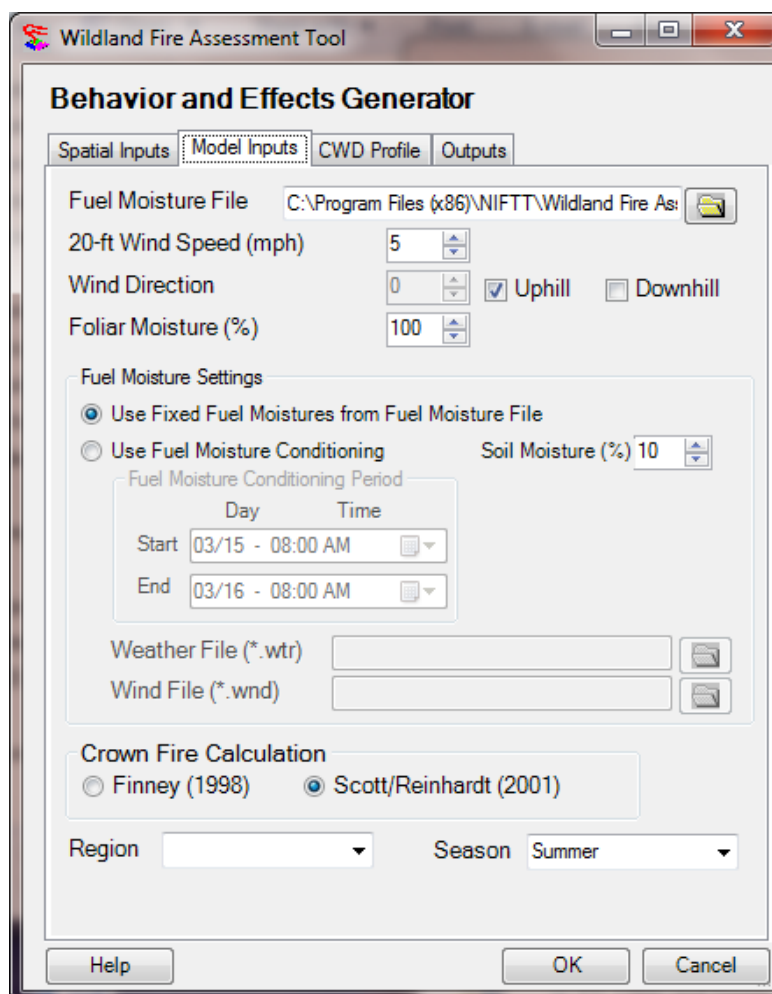 Wildland Fire Assessment Tool
Behavior and Effects Generator
Spatial Inputs Model Inputs CWD Profile Outputs
Fuel Moisture File C:\Program Files (x86)\NIFTT\Wildland Fire As
20-ft Wind Speed (mph) 5
Wind Direction 0 Uphill Downhill
Foliar Moisture (%) 100
Fuel Moisture Settings
Use Fixed Fuel Moistures from Fuel Moisture File
Use Fuel Moisture Conditioning Soil Moisture (%) 10
Fuel Moisture Conditioning Period
Day Time
Start 03/15 - 08:00 AM
End 03/16 - 08:00 AM
Weather File (*.wtr)
Wind File (*.wnd)
Crown Fire Calculation
Finney (1998) Scott/Reinhardt (2001)
Region Season Summer
Help OK Cancel